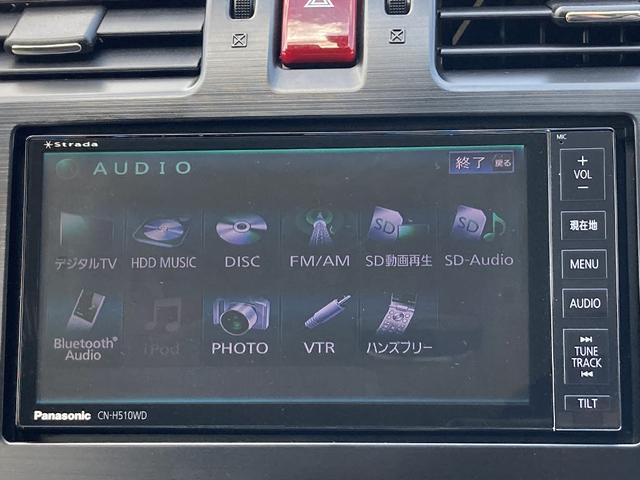 Strada
MIC
AUDIO
終了 戻る
+
VOL
−
現在地
デジタルTV
HDD MUSIC
DISC
FM/AM
SD
SD動画再生
SD
SD-Audio
MENU
AUDIO
Bluetooth®
Audio
iPod
PHOTO
VTR
ハンズフリー
TUNE
TRACK
TILT
Panasonic CN-H510WD